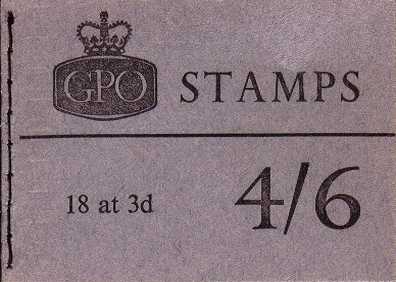 GPO STAMPS
18 at 3d 4/6